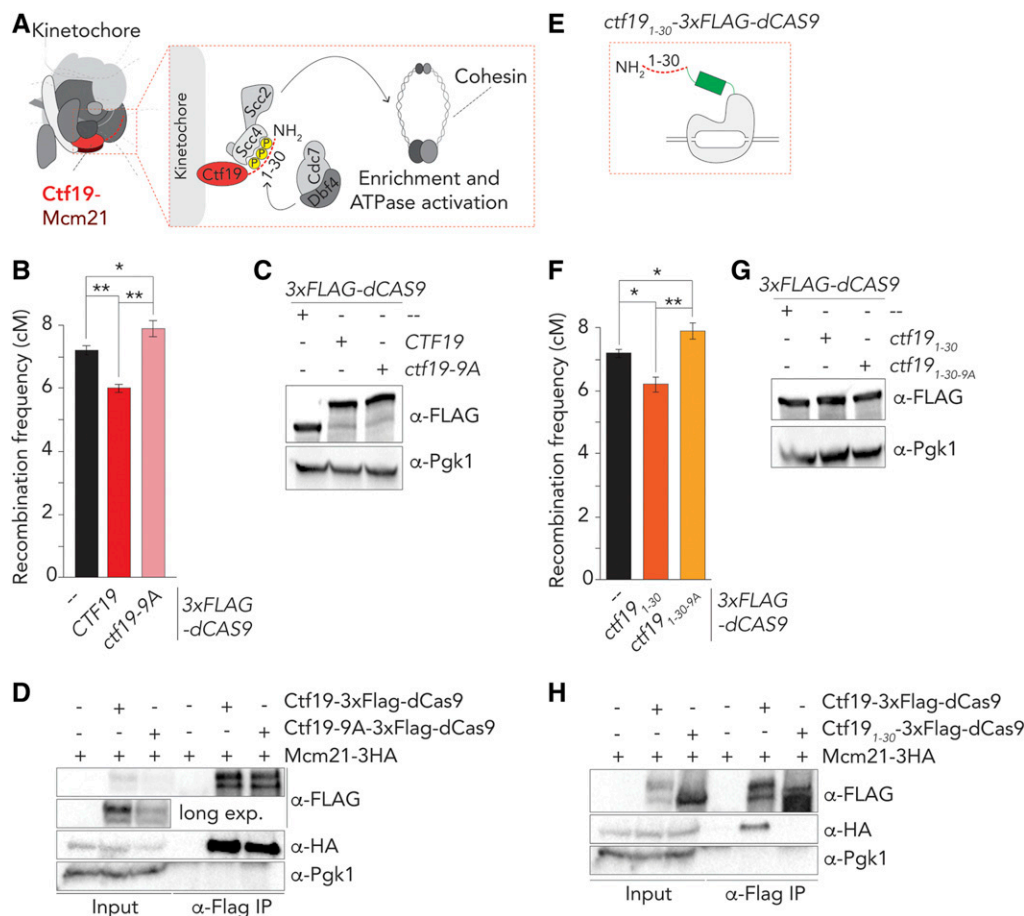 A
Kinetochore
Ctf19-
Mcm21
Kinetochore
Scc2
Scc4
NH2
P
P
P
Ctf19
1-30
Cdc7
Dbf4
Cohesin
Enrichment and
ATPase activation
E
ctf191-30-3xFLAG-dCAS9
NH2 1-30
B
Recombination frequency (cM)
*
** **
8
6
4
2
0
--
CTF19
ctf19-9A
3xFLAG
-dCAS9
C
3xFLAG-dCAS9
+ - - --
- + - CTF19
- - + ctf19-9A
α-FLAG
α-Pgk1
F
Recombination frequency (cM)
*
* **
8
6
4
2
0
--
ctf191-30
ctf191-30-9A
3xFLAG
-dCAS9
G
3xFLAG-dCAS9
+ - - --
- + - ctf191-30
- - + ctf191-30-9A
α-FLAG
α-Pgk1
D
- + - - + - Ctf19-3xFlag-dCas9
- - + - - + Ctf19-9A-3xFlag-dCas9
+ + + + + + Mcm21-3HA
α-FLAG
long exp.
α-HA
α-Pgk1
Input α-Flag IP
H
- + - - + - Ctf19-3xFlag-dCas9
- - + - - + Ctf191-30-3xFlag-dCas9
+ + + + + + Mcm21-3HA
α-FLAG
α-HA
α-Pgk1
Input α-Flag IP